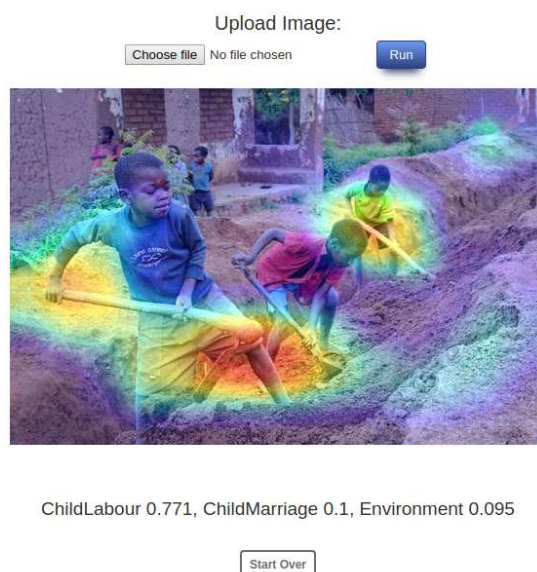 Upload Image:
Choose file No file chosen Run
ChildLabour 0.771, ChildMarriage 0.1, Environment 0.095
Start Over